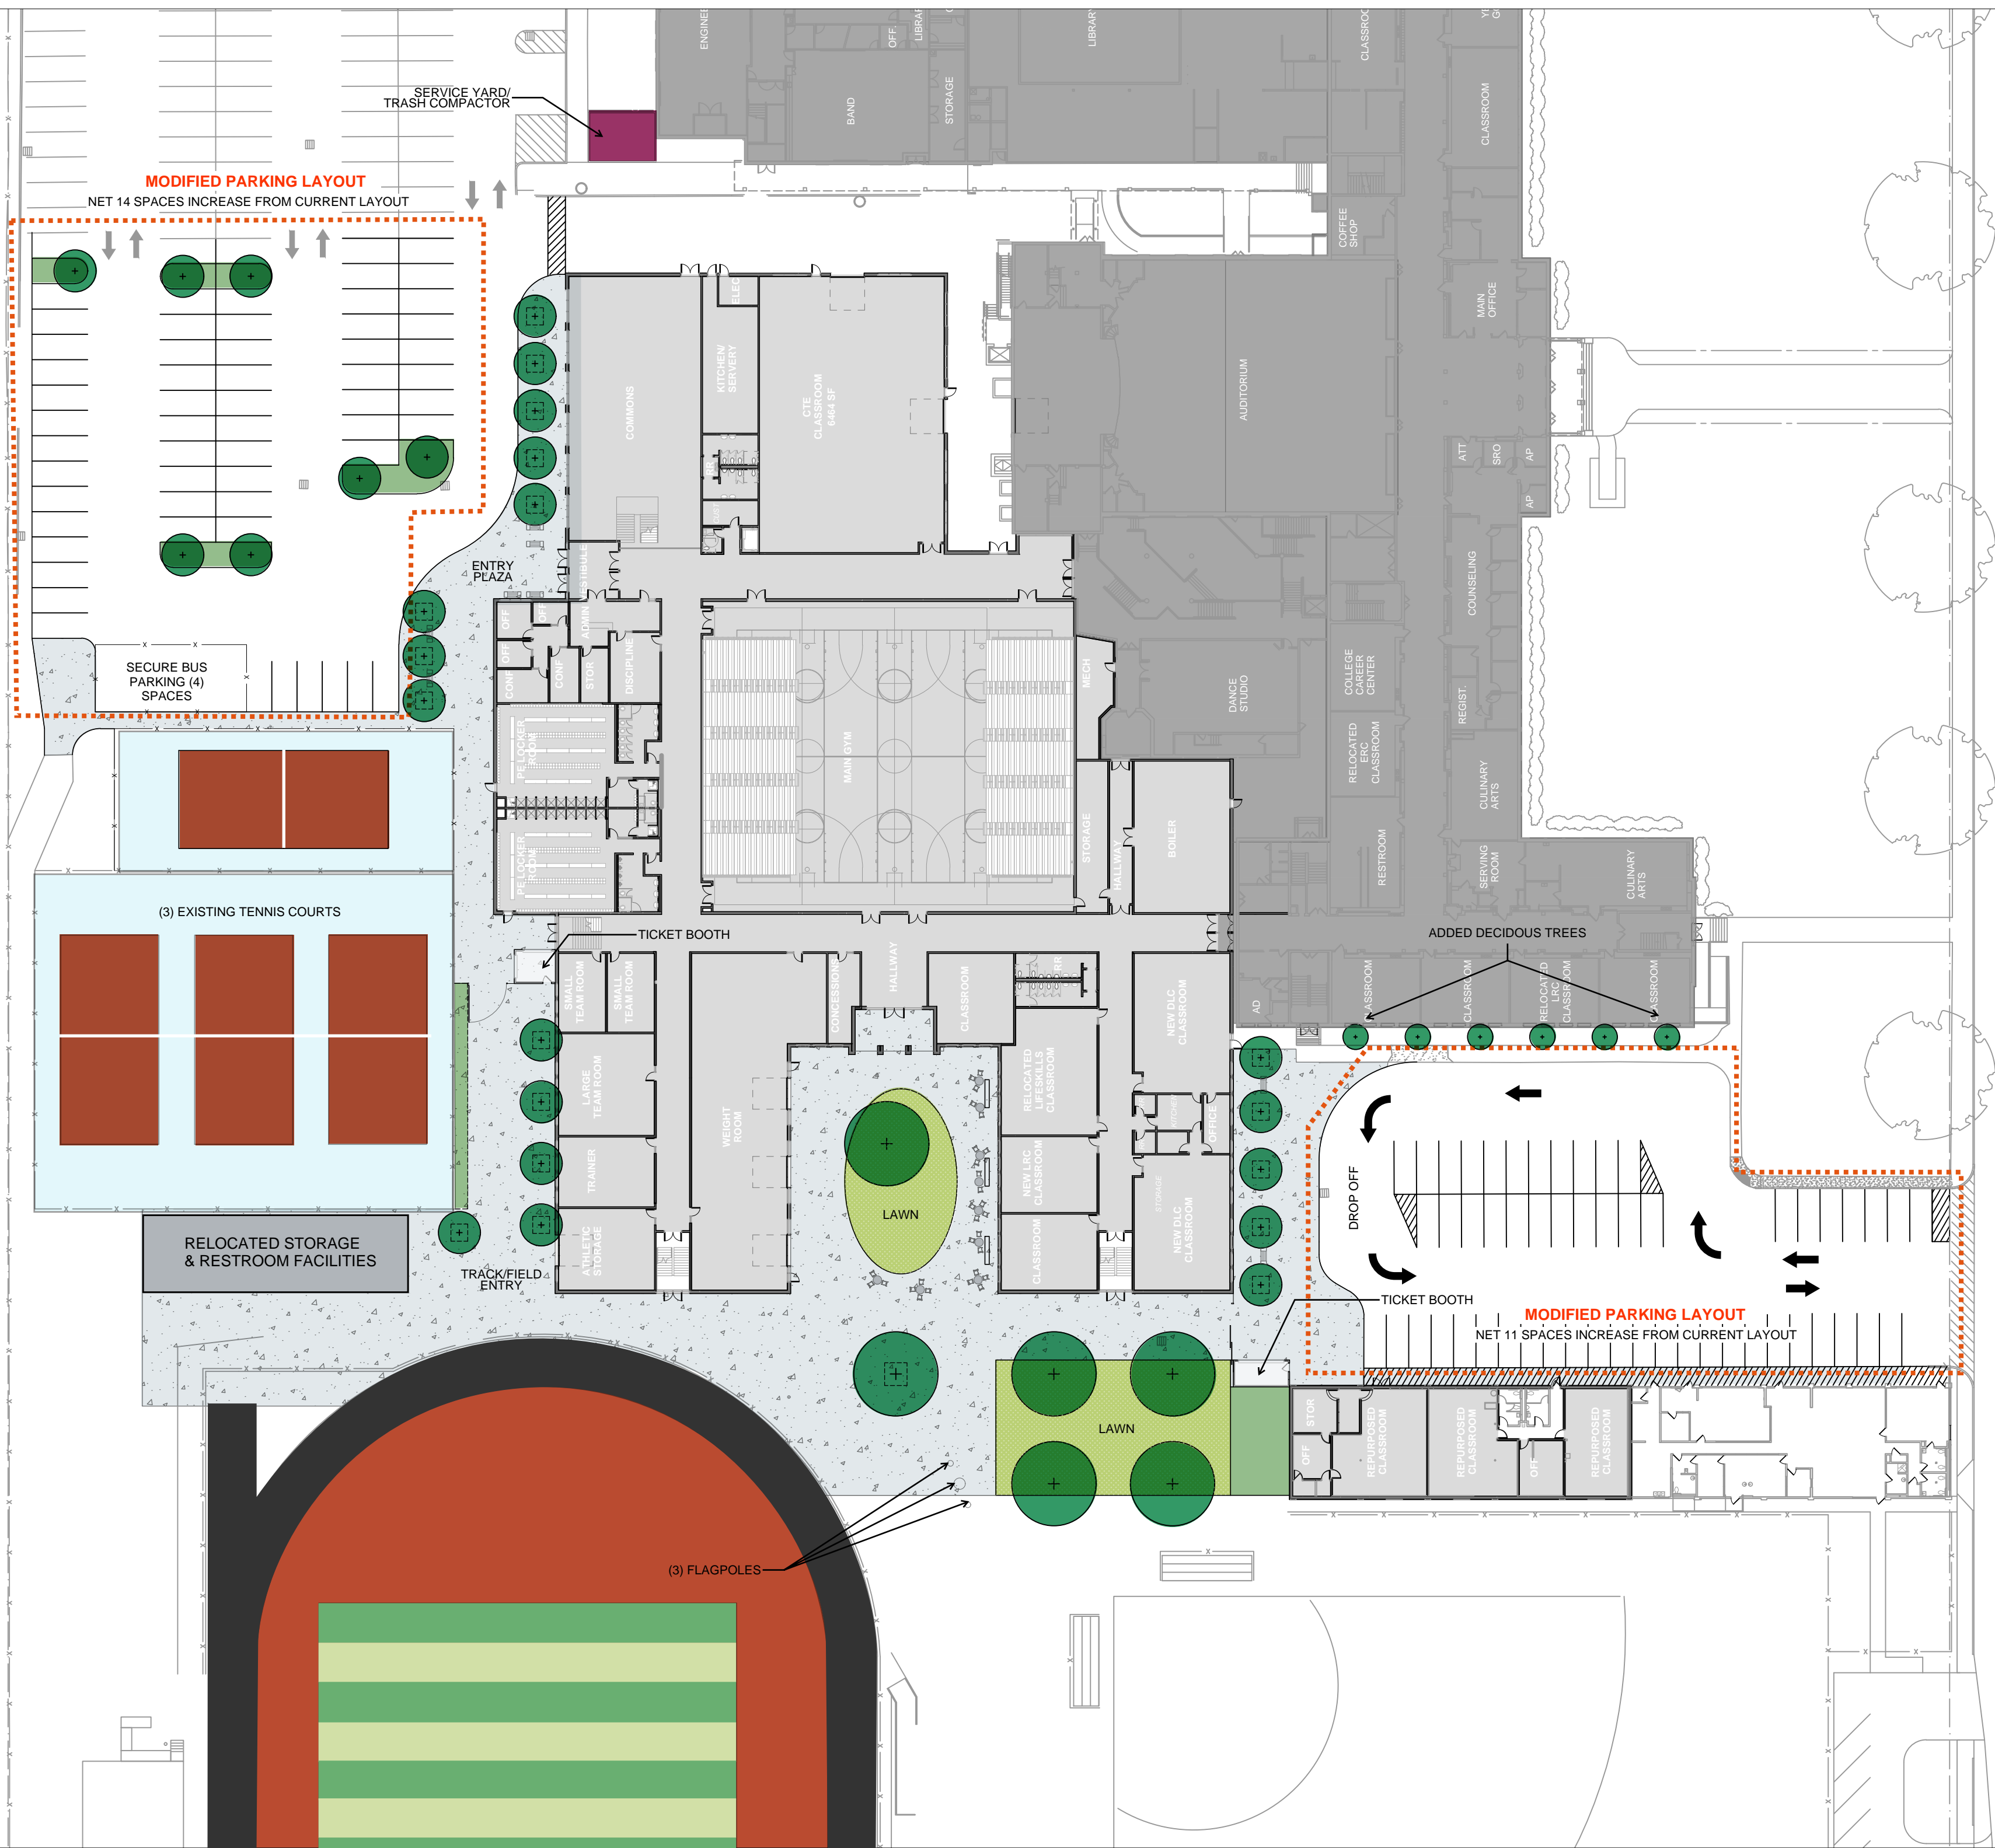 ENGINEE
OFF.
LIBRAR
LIBRARY
CLASSROOM
BAND
STORAGE
CLASSROOM
SERVICE YARD/
TRASH COMPACTOR
MODIFIED PARKING LAYOUT
NET 14 SPACES INCREASE FROM CURRENT LAYOUT
COFFEE
SHOP
MAIN
OFFICE
ELEC
KITCHEN/
SERVERY
COMMONS
CTE
CLASSROOM
6464 SF
AUDITORIUM
RR
ATT
SRO
AP
AP
ENTRY
PLAZA
VESTIBULE
ADMIN
OFF
OFF
OFF
CONF
CONF
STOR
DISCIPLINE
COUNSELING
COLLEGE
CAREER
CENTER
REGIST.
DANCE
STUDIO
MECH
SECURE BUS
PARKING (4)
SPACES
PE LOCKER
ROOM
PE LOCKER
ROOM
MAIN GYM
RELOCATED
ERC
CLASSROOM
CULINARY
ARTS
STORAGE
HALLWAY
BOILER
RESTROOM
SERVING
ROOM
CULINARY
ARTS
(3) EXISTING TENNIS COURTS
TICKET BOOTH
ADDED DECIDOUS TREES
SMALL
TEAM ROOM
SMALL
TEAM ROOM
CONCESSIONS
HALLWAY
CLASSROOM
RR
NEW DLC
CLASSROOM
AD
CLASSROOM
CLASSROOM
RELOCATED
LRC
CLASSROOM
CLASSROOM
LARGE
TEAM ROOM
WEIGHT
ROOM
RELOCATED
LIFESKILLS
CLASSROOM
KITCHEN
OFFICE
TRAINER
NEW LRC
CLASSROOM
STORAGE
LAWN
DROP OFF
ATHLETIC
STORAGE
CLASSROOM
NEW DLC
CLASSROOM
RELOCATED STORAGE
& RESTROOM FACILITIES
TRACK/FIELD
ENTRY
TICKET BOOTH
MODIFIED PARKING LAYOUT
NET 11 SPACES INCREASE FROM CURRENT LAYOUT
LAWN
STOR
OFF
REPURPOSED
CLASSROOM
REPURPOSED
CLASSROOM
OFF
REPURPOSED
CLASSROOM
(3) FLAGPOLES